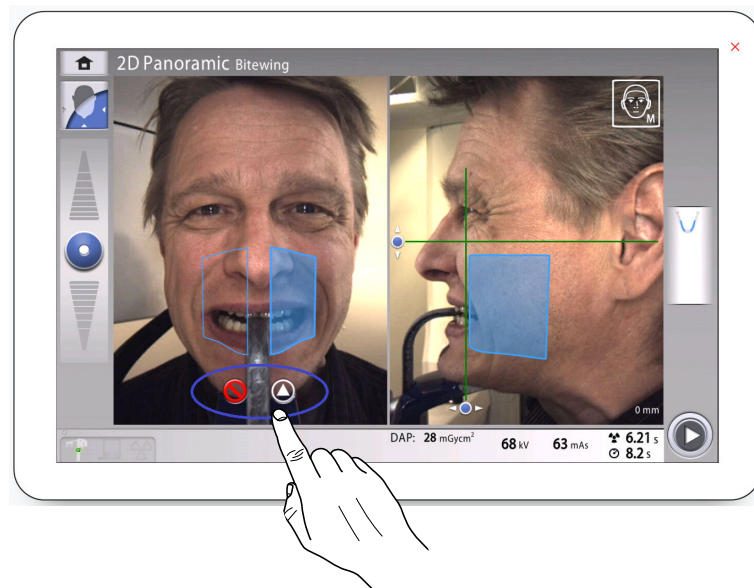 2D Panoramic Bitewing
M
0 mm
DAP: 28 mGycm²
68 kV
63 mAs
6.21 s
8.2 s